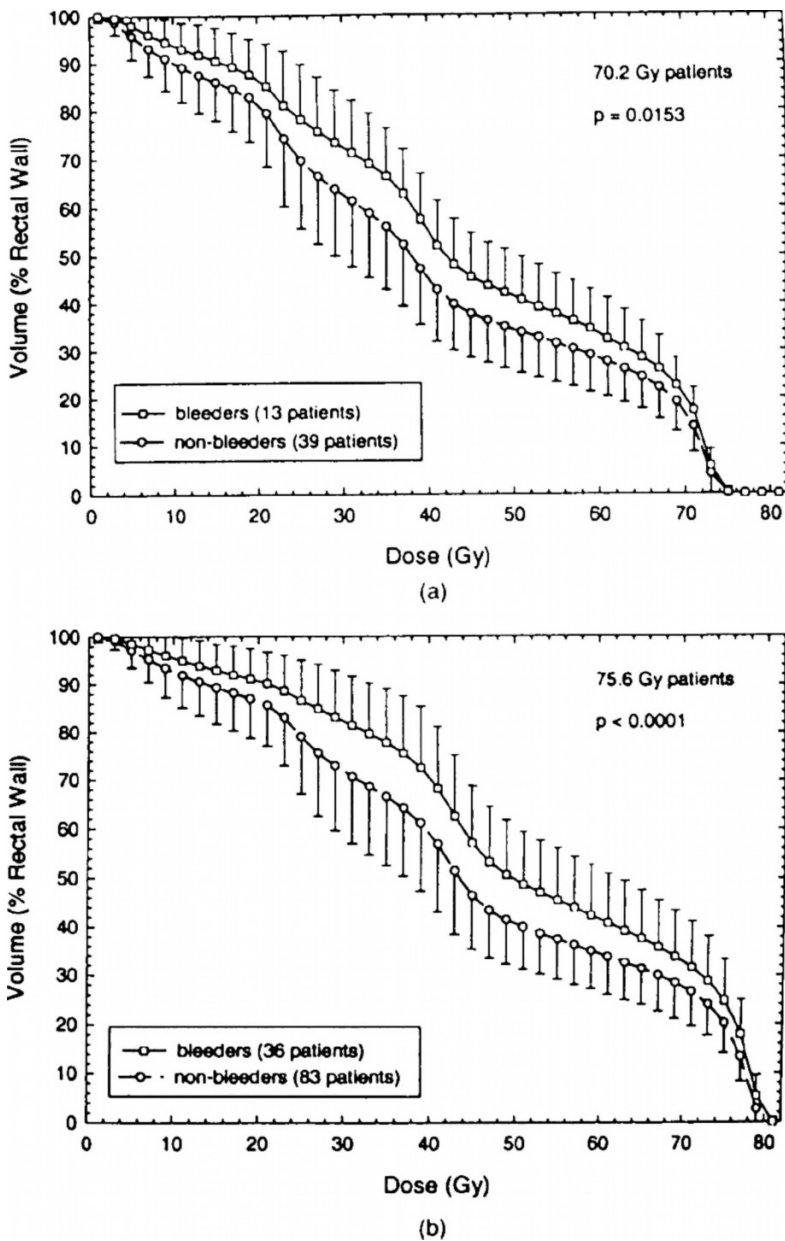 100
90
80
70
60
50
40
30
20
10
0
Volume (% Rectal Wall)
70.2 Gy patients
p = 0.0153
bleeders (13 patients)
non-bleeders (39 patients)
0 10 20 30 40 50 60 70 80
Dose (Gy)
(a)
100
90
80
70
60
50
40
30
20
10
0
Volume (% Rectal Wall)
75.6 Gy patients
p < 0.0001
bleeders (36 patients)
non-bleeders (83 patients)
0 10 20 30 40 50 60 70 80
Dose (Gy)
(b)